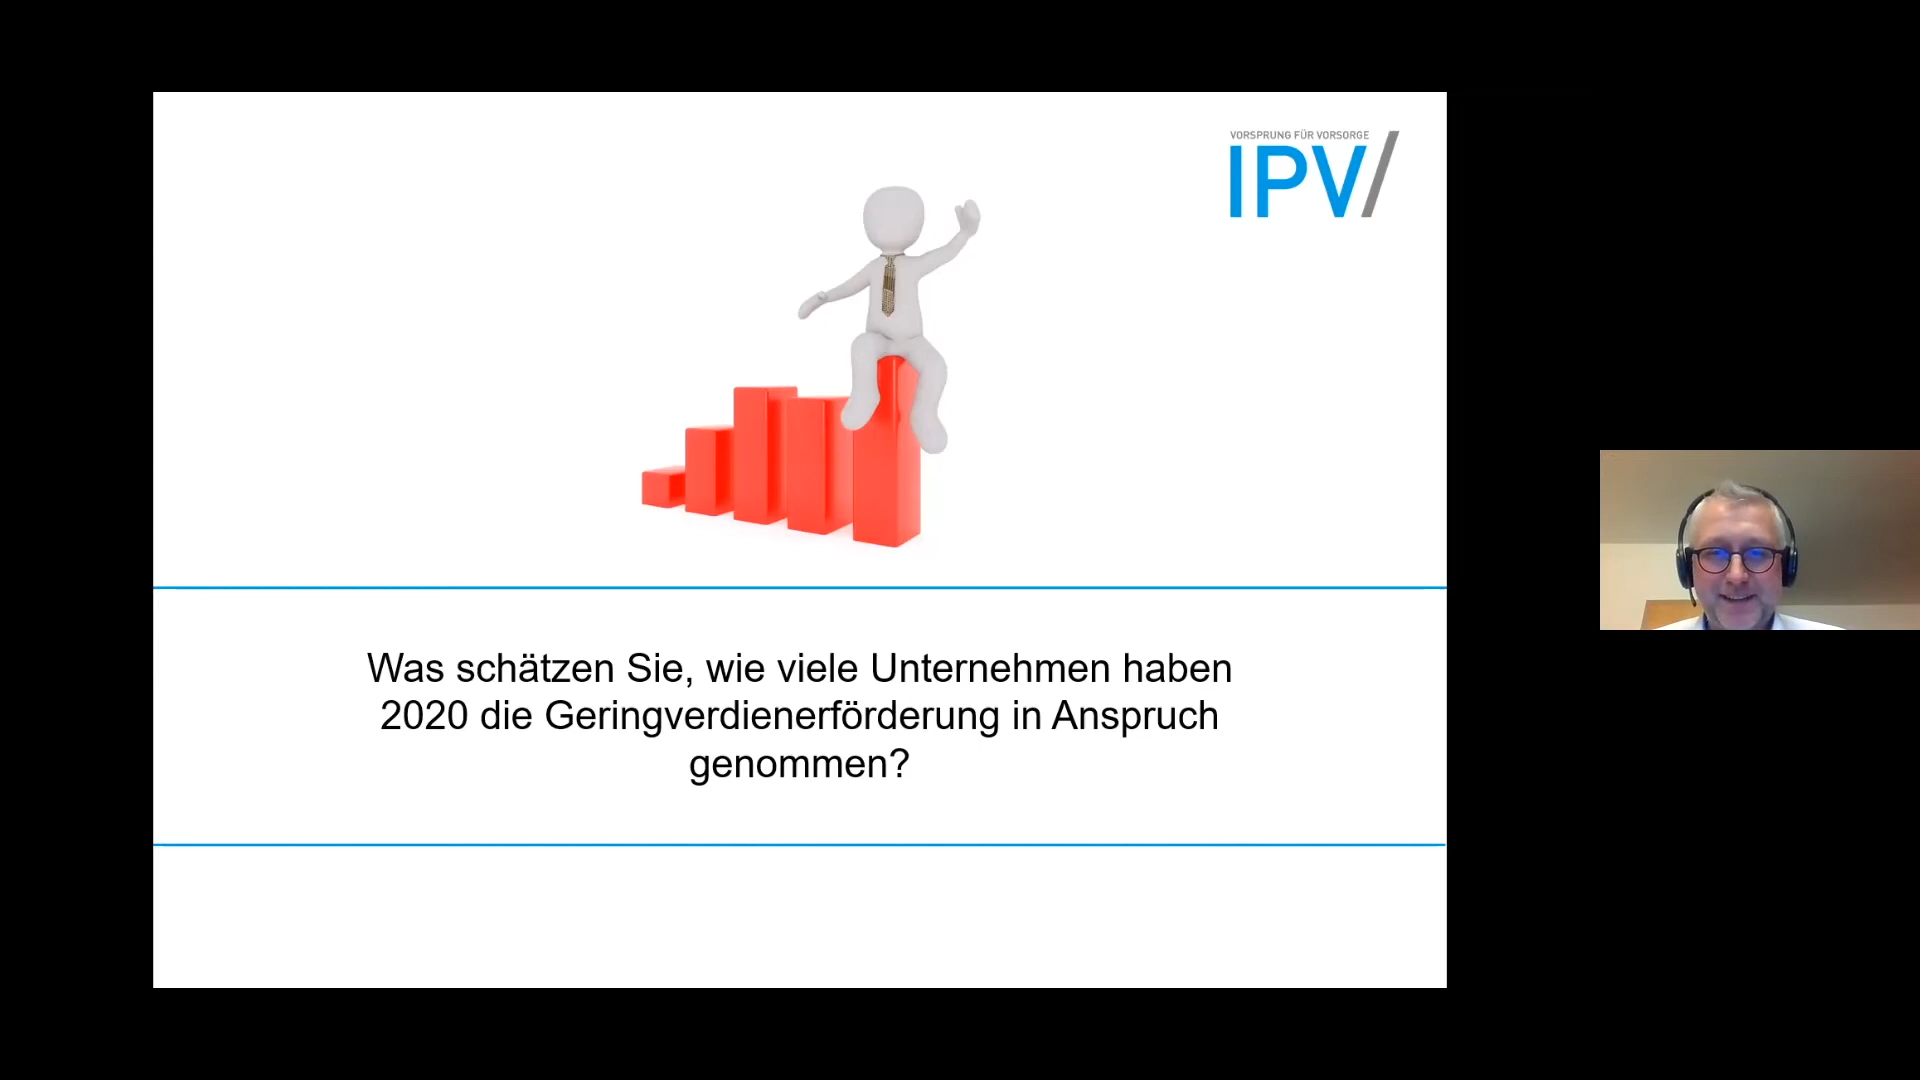 VORSPRUNG FÜR VORSORGE
IPV
Was schätzen Sie, wie viele Unternehmen haben
2020 die Geringverdienerförderung in Anspruch
genommen?